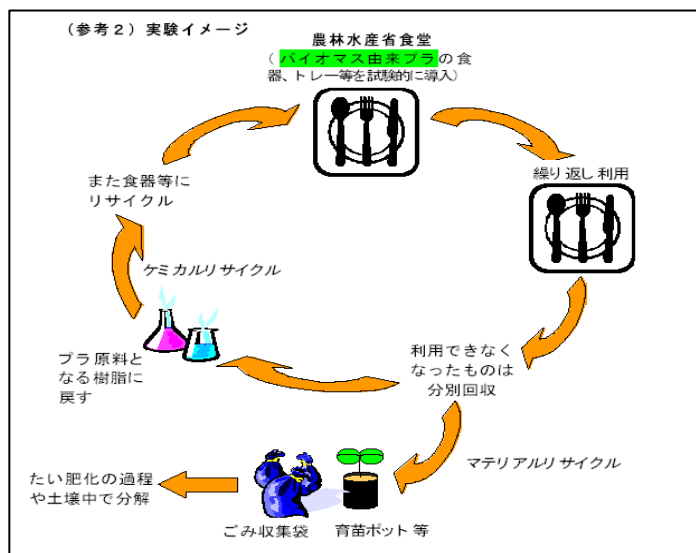 （参考２）実験イメージ
農林水産省食堂
（ バイオマス由来プラの食
器、トレー等を試験的に導入）
繰り返し利用
また食器等に
リサイクル
ケミカルリサイクル
プラ原料と
なる樹脂に
戻す
利用できなく
なったものは
分別回収
マテリアルリサイクル
たい肥化の過程
や土壌中で分解
ごみ収集袋
育苗ポット等